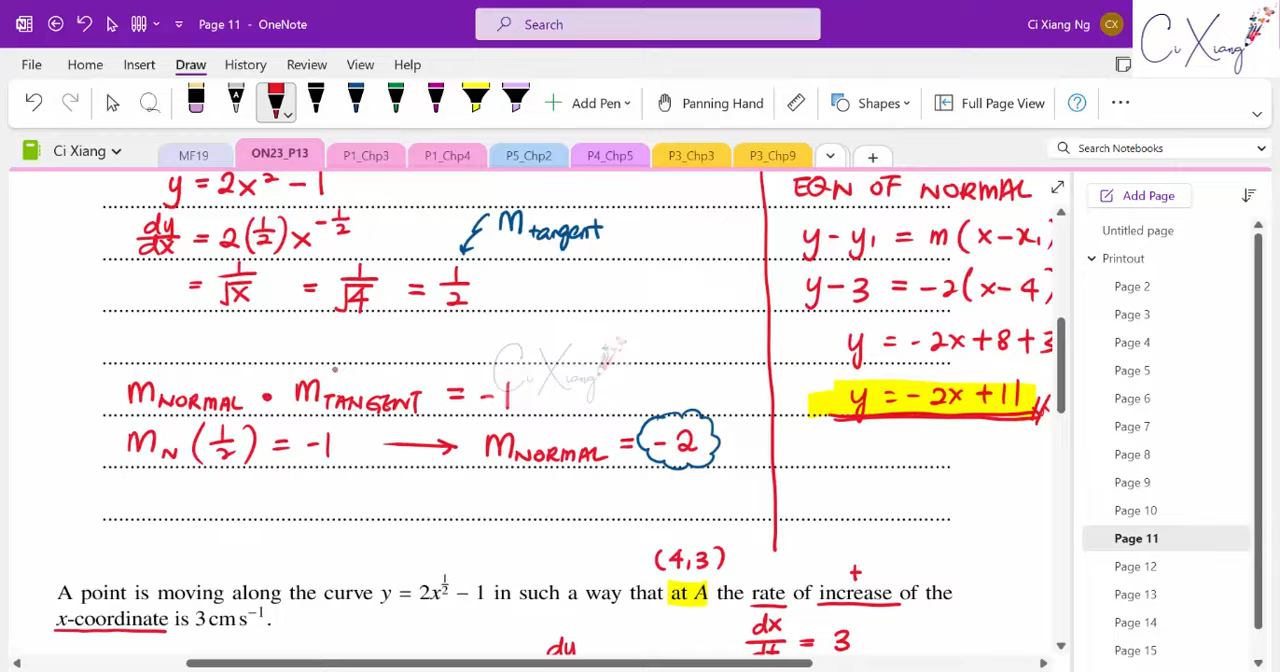 Page 11 - OneNote
Search
Ci Xiang Ng
CX
Ci Xiang
File
Home
Insert
Draw
History
Review
View
Help
Add Pen
Panning Hand
Shapes
Full Page View
Ci Xiang
MF19
ON23_P13
P1_Chp3
P1_Chp4
P5_Chp2
P4_Chp5
P3_Chp3
P3_Chp9
Search Notebooks
y = 2x^½ - 1
dy/dx = 2(1/2)x^-½
M tangent
= 1/√x = 1/√4 = 1/2
M NORMAL • M TANGENT = -1
M N (1/2) = -1 → M NORMAL = -2
EQN OF NORMAL
y - y₁ = m(x - x₁)
y - 3 = -2(x - 4)
y = -2x + 8 + 3
y = -2x + 11
Ci Xiang
(4,3)
+
A point is moving along the curve y = 2x^½ − 1 in such a way that at A the rate of increase of the
x-coordinate is 3 cm s⁻¹.
dx
= 3
dy
Add Page
Untitled page
Printout
Page 2
Page 3
Page 4
Page 5
Page 6
Page 7
Page 8
Page 9
Page 10
Page 11
Page 12
Page 13
Page 14
Page 15